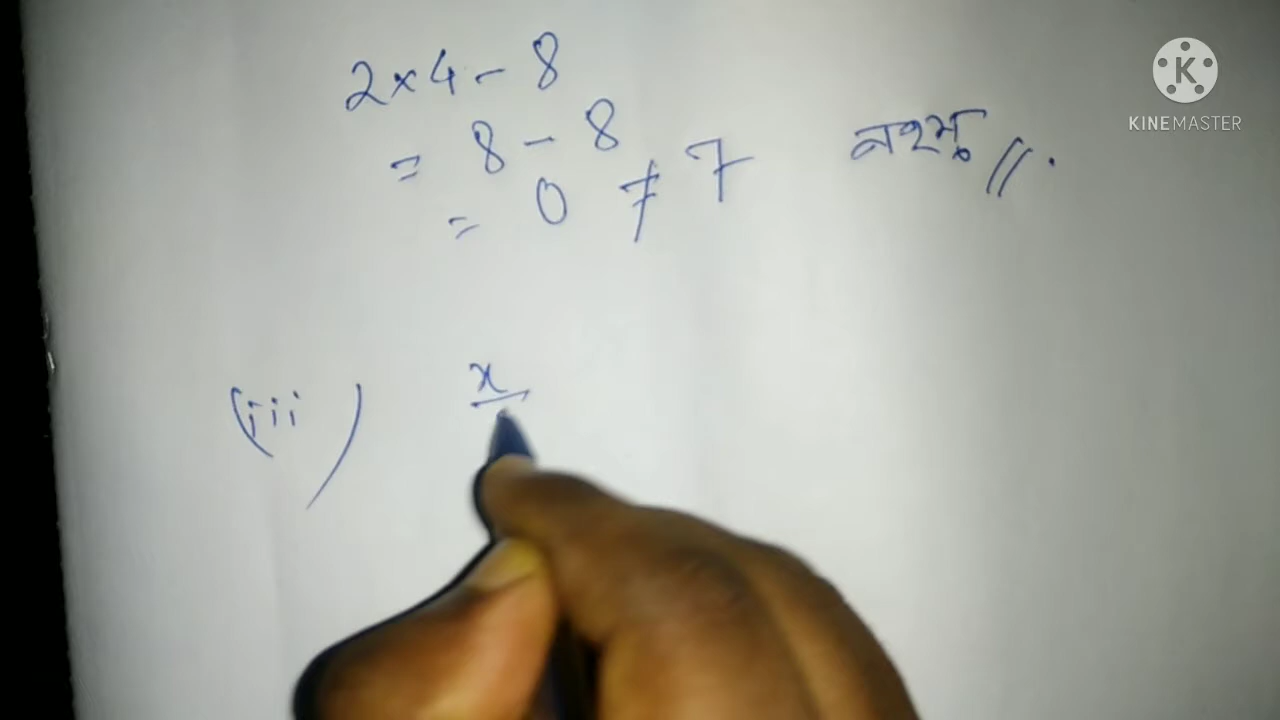 2×4 - 8
= 8 - 8
= 0 ≠ 7 নহয় //.
(iii) x
K
KINEMASTER